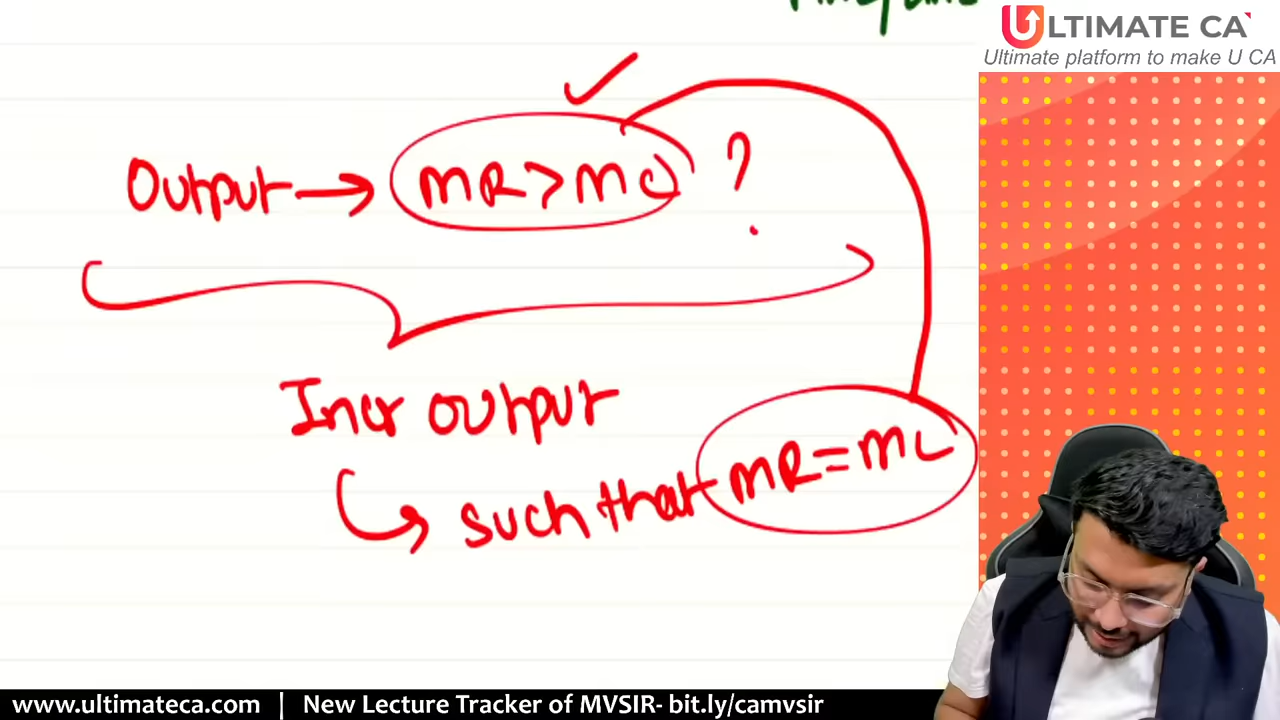 ULTIMATE CA
Ultimate platform to make U CA
Output → MR > MC ?
Incr output
such that MR = MC
www.ultimateca.com | New Lecture Tracker of MVSIR- bit.ly/camvsir